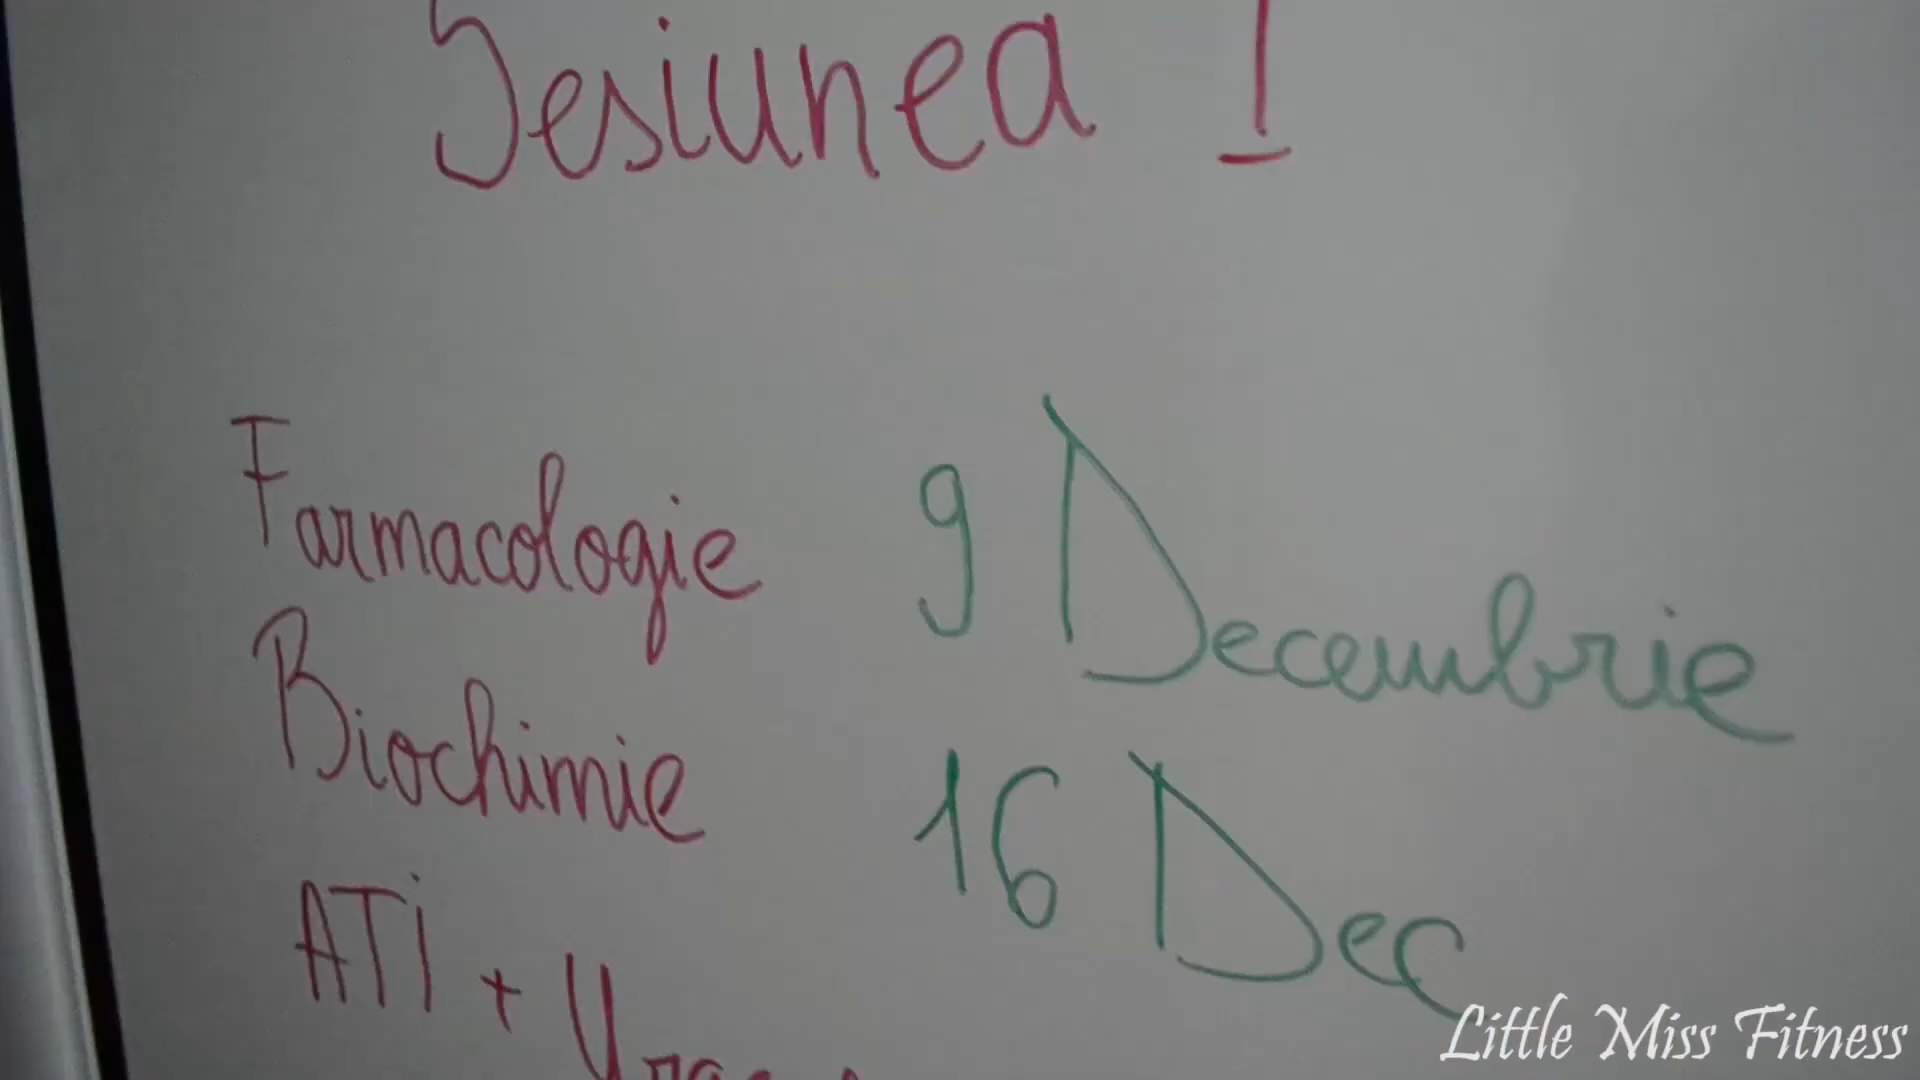 Sesiunea I
Farmacologie 9 Decembrie
Biochimie 16 Dec
ATi +
Little Miss Fitness